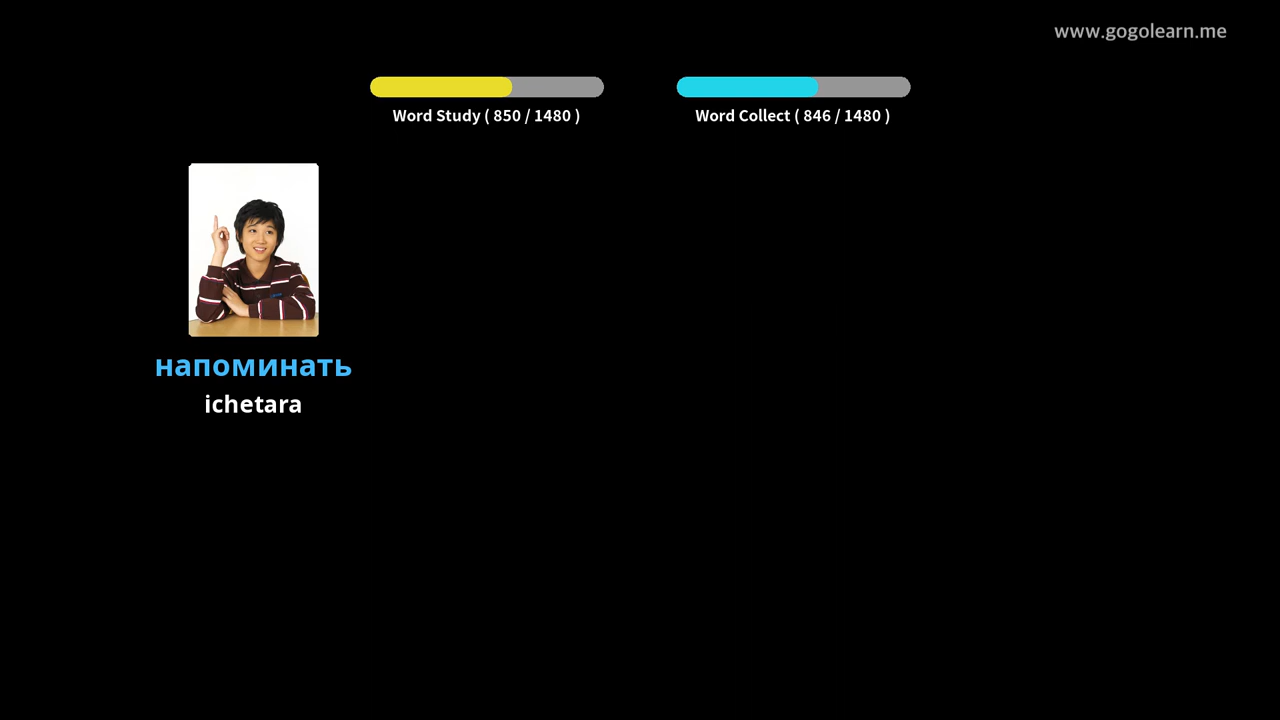 www.gogolearn.me
Word Study ( 850 / 1480 )
Word Collect ( 846 / 1480 )
напоминать
ichetara